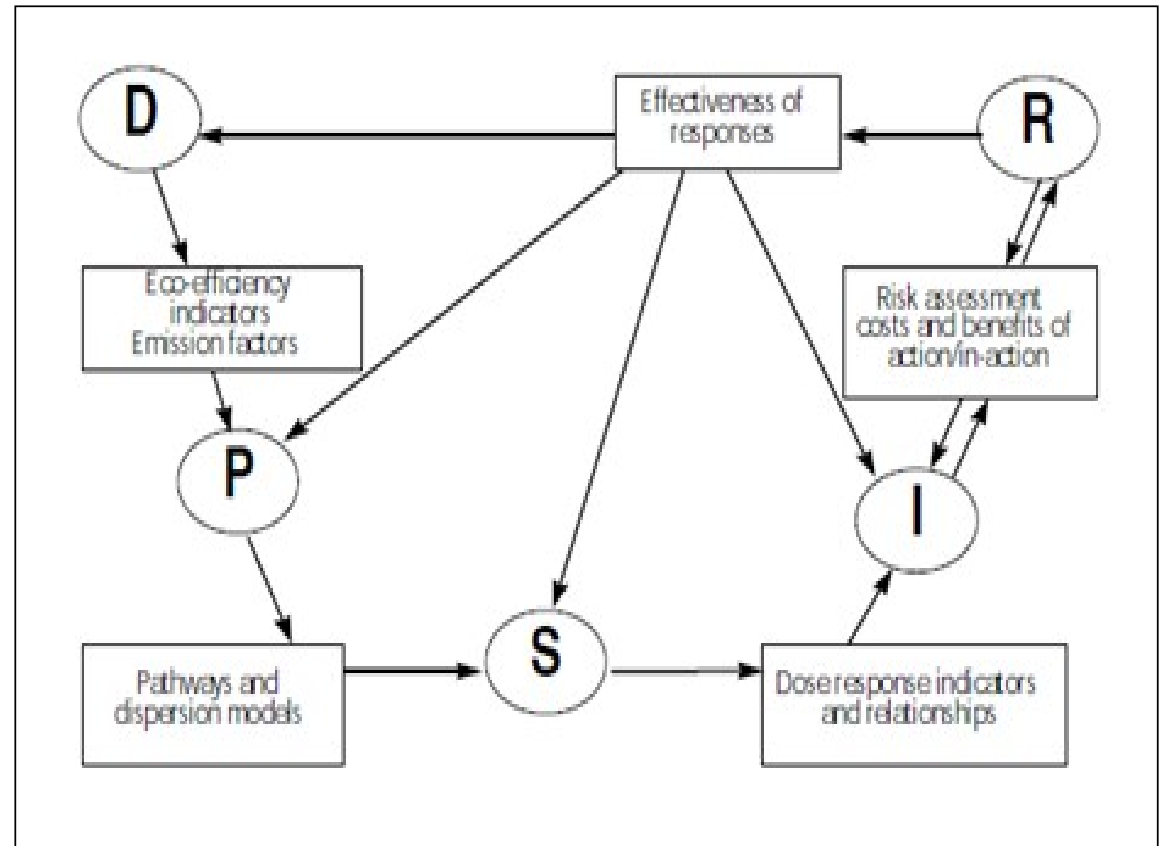 D
Effectiveness of
responses
R
Eco-efficiency
indicators
Emission factors
Risk assessment
costs and benefits of
action/in-action
P
I
S
Pathways and
dispersion models
Dose response indicators
and relationships